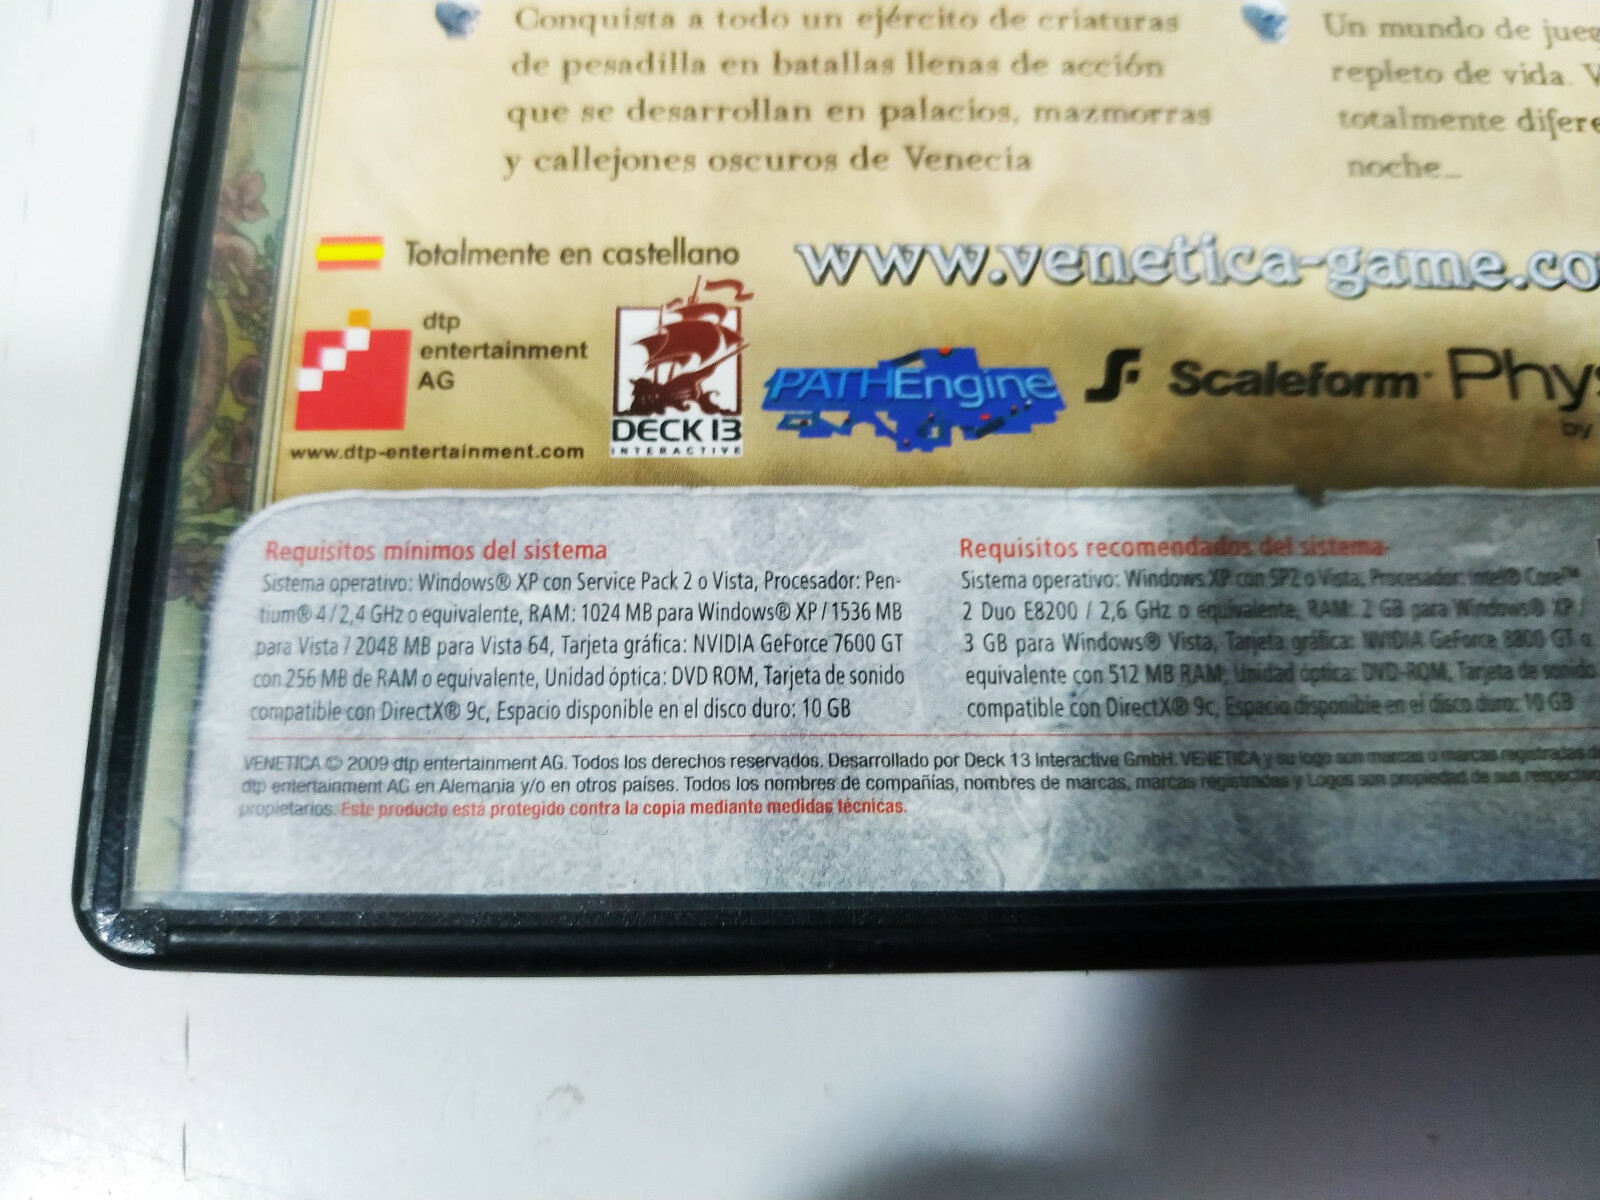 Conquista a todo un ejército de criaturas
de pesadilla en batallas llenas de acción
que se desarrollan en palacios, mazmorras
y callejones oscuros de Venecia
Un mundo de jueg
repleto de vida. V
totalmente difere
noche...
Totalmente en castellano
www.venetica-game.co
dtp
entertainment
AG
www.dtp-entertainment.com
DECK 13
INTERACTIVE
PATHEngine
Scaleform
Phys
by
Requisitos mínimos del sistema
Sistema operativo: Windows® XP con Service Pack 2 o Vista, Procesador: Pen-
tium® 4 / 2,4 GHz o equivalente, RAM: 1024 MB para Windows® XP / 1536 MB
para Vista / 2048 MB para Vista 64, Tarjeta gráfica: NVIDIA GeForce 7600 GT
con 256 MB de RAM o equivalente, Unidad óptica: DVD ROM, Tarjeta de sonido
compatible con DirectX® 9c, Espacio disponible en el disco duro: 10 GB
Requisitos recomendados del sistema
Sistema operativo: Windows XP con SP2 o Vista, Procesador: Intel® Core™
2 Duo E8200 / 2,6 GHz o equivalente, RAM: 2 GB para Windows® XP /
3 GB para Windows® Vista, Tarjeta gráfica: NVIDIA GeForce 8800 GT o
equivalente con 512 MB RAM, Unidad óptica: DVD-ROM, Tarjeta de sonido
compatible con DirectX® 9c, Espacio disponible en el disco duro: 10 GB
VENETICA © 2009 dtp entertainment AG. Todos los derechos reservados. Desarrollado por Deck 13 Interactive GmbH. VENETICA y su logo son marcas o marcas registradas de
dtp entertainment AG en Alemania y/o en otros países. Todos los nombres de compañías, nombres de marcas, marcas registradas y Logos son propiedad de sus respectivo
propietarios. Este producto está protegido contra la copia mediante medidas técnicas.